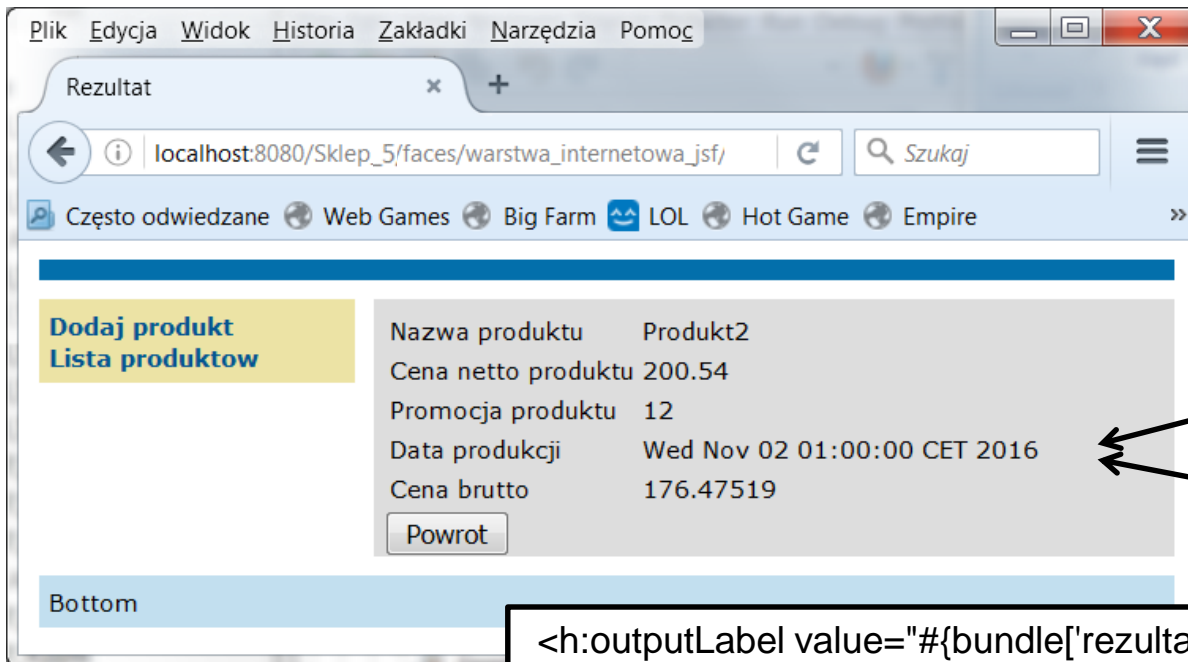 Plik Edycja Widok Historia Zakładki Narzędzia Pomoc
Rezultat
localhost:8080/Sklep_5/faces/warstwa_internetowa_jsf/
Szukaj
Często odwiedzane Web Games Big Farm LOL Hot Game Empire
Dodaj produkt
Lista produktow
Nazwa produktu Produkt2
Cena netto produktu 200.54
Promocja produktu 12
Data produkcji Wed Nov 02 01:00:00 CET 2016
Cena brutto 176.47519
Powrot
Bottom
<h:outputLabel value="#{bundle['rezulta